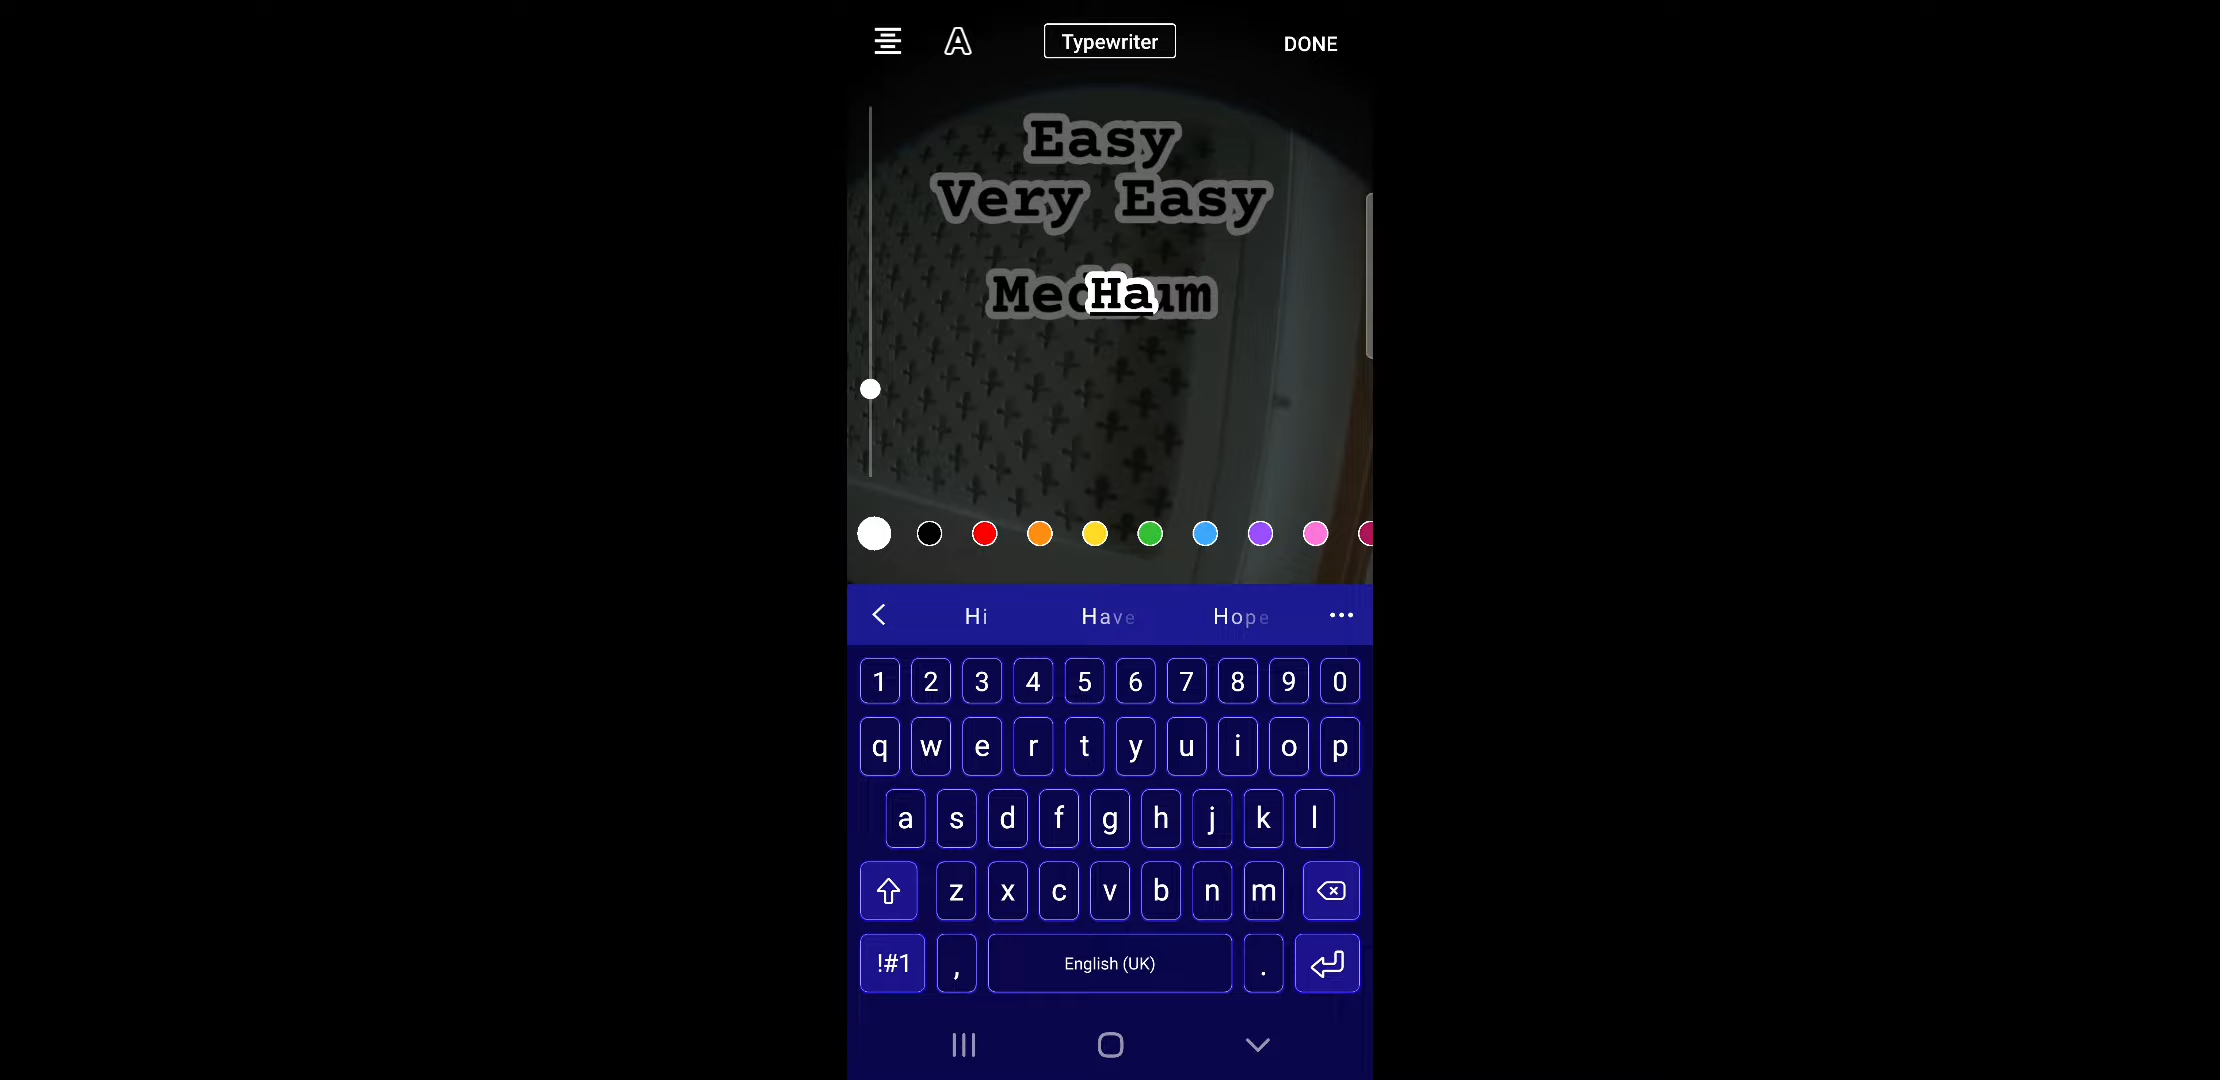 Typewriter
DONE
Easy
Very Easy
Medium
Ha
Hi Have Hope
1 2 3 4 5 6 7 8 9 0
q w e r t y u i o p
a s d f g h j k l
z x c v b n m
!#1 , English (UK) .